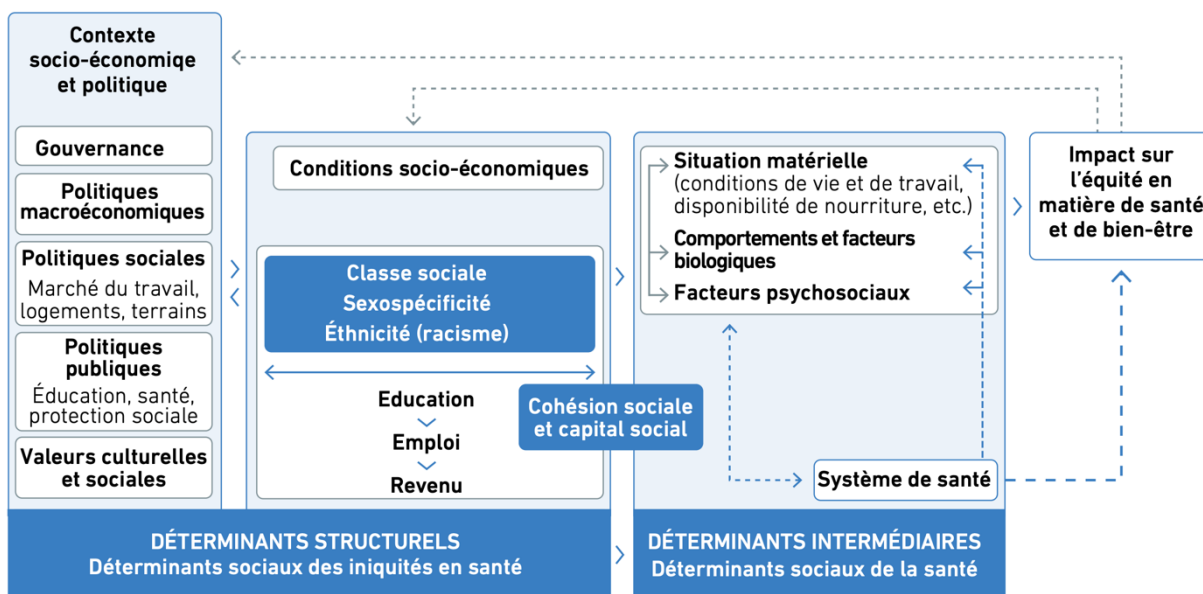 Contexte
socio-économiqe
et politique
Gouvernance
Politiques
macroéconomiques
Politiques sociales
Marché du travail,
logements, terrains
Politiques
publiques
Éducation, santé,
protection sociale
Valeurs culturelles
et sociales
Conditions socio-économiques
Classe sociale
Sexospécificité
Éthnicité (racisme)
Education
Emploi
Revenu
Cohésion sociale
et capital social
Situation matérielle
(conditions de vie et de travail,
disponibilité de nourriture, etc.)
Comportements et facteurs
biologiques
Facteurs psychosociaux
Système de santé
Impact sur
l'équité en
matière de santé
et de bien-être
DÉTERMINANTS STRUCTURELS
Déterminants sociaux des iniquités en santé
DÉTERMINANTS INTERMÉDIAIRES
Déterminants sociaux de la santé